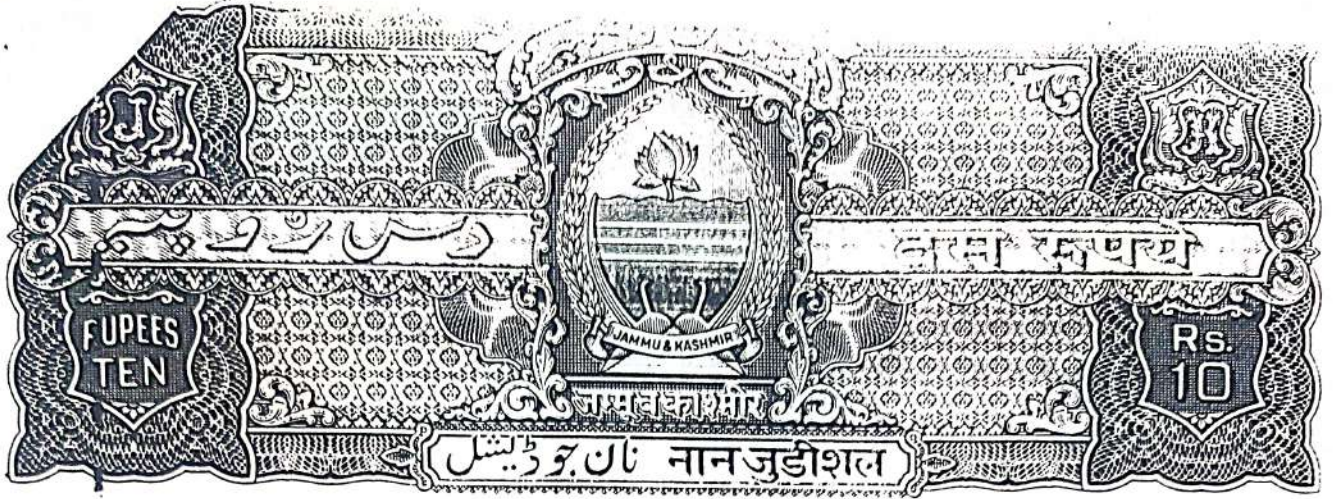 J
دس روپیہ
दस रूपये
FUPEES
TEN
JAMMU & KASHMIR
Rs.
10
जम्मू व काश्मीर
نان جوڈیشل नान जुडीशल